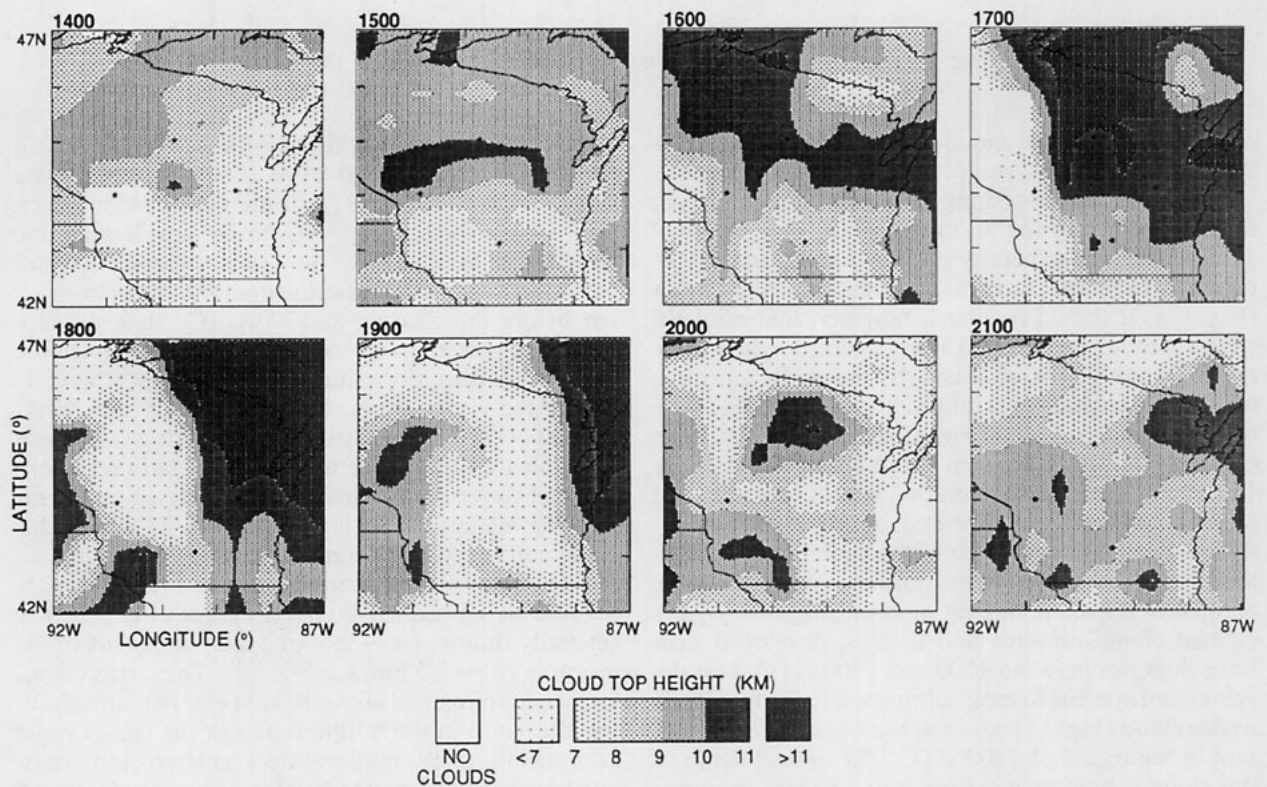 1400
1500
1600
1700
47N
42N
1800
1900
2000
2100
47N
LATITUDE (°)
42N
92W
LONGITUDE (°)
87W
92W
87W
92W
87W
92W
87W
CLOUD TOP HEIGHT (KM)
NO CLOUDS
<7
7
8
9
10
11
>11